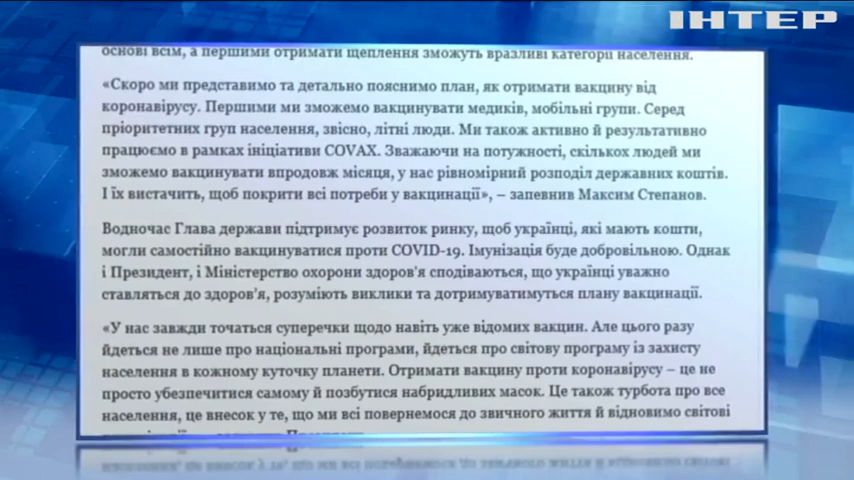 ІНТЕР
основі всім, а першими отримати щеплення зможуть вразливі категорії населення.
«Скоро ми представимо та детально пояснимо план, як отримати вакцину від
коронавірусу. Першими ми зможемо вакцинувати медиків, мобільні групи. Серед
пріоритетних груп населення, звісно, літні люди. Ми також активно й результативно
працюємо в рамках ініціативи COVAX. Зважаючи на потужності, скількох людей ми
зможемо вакцинувати впродовж місяця, у нас рівномірний розподіл державних коштів.
І їх вистачить, щоб покрити всі потреби у вакцинації», – запевнив Максим Степанов.
Водночас Глава держави підтримує розвиток ринку, щоб українці, які мають кошти,
могли самостійно вакцинуватися проти COVID-19. Імунізація буде добровільною. Однак
і Президент, і Міністерство охорони здоров'я сподіваються, що українці уважно
ставляться до здоров'я, розуміють виклики та дотримуватимуться плану вакцинації.
«У нас завжди точаться суперечки щодо навіть уже відомих вакцин. Але цього разу
йдеться не лише про національні програми, йдеться про світову програму із захисту
населення в кожному куточку планети. Отримати вакцину проти коронавірусу – це не
просто убезпечитися самому й позбутися набридливих масок. Це також турбота про все
населення, це внесок у те, що ми всі повернемося до звичного життя й відновимо світові